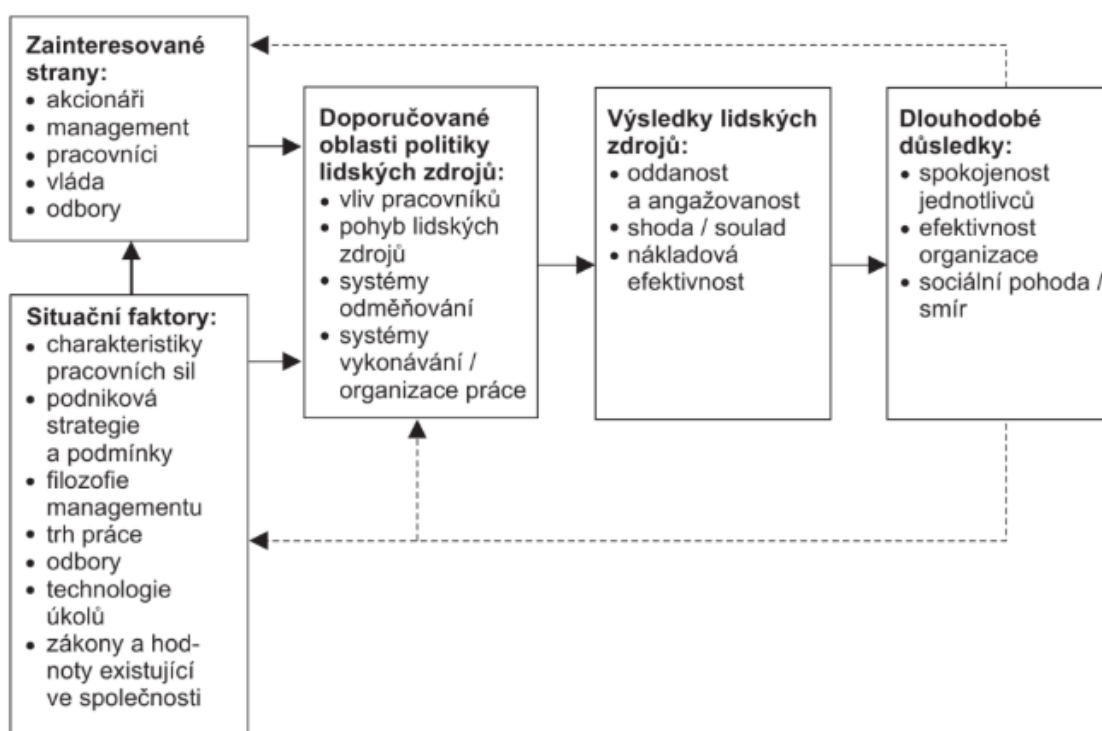 Zainteresované
strany:
• akcionáři
• management
• pracovníci
• vláda
• odbory
Situační faktory:
• charakteristiky
pracovních sil
• podniková
strategie
a podmínky
• filozofie
managementu
• trh práce
• odbory
• technologie
úkolů
• zákony a hod-
noty existující
ve společnosti
Doporučované
oblasti politiky
lidských zdrojů:
• vliv pracovníků
• pohyb lidských
zdrojů
• systémy
odměňování
• systémy
vykonávání /
organizace práce
Výsledky lidských
zdrojů:
• oddanost
a angažovanost
• shoda / soulad
• nákladová
efektivnost
Dlouhodobé
důsledky:
• spokojenost
jednotlivců
• efektivnost
organizace
• sociální pohoda /
smír